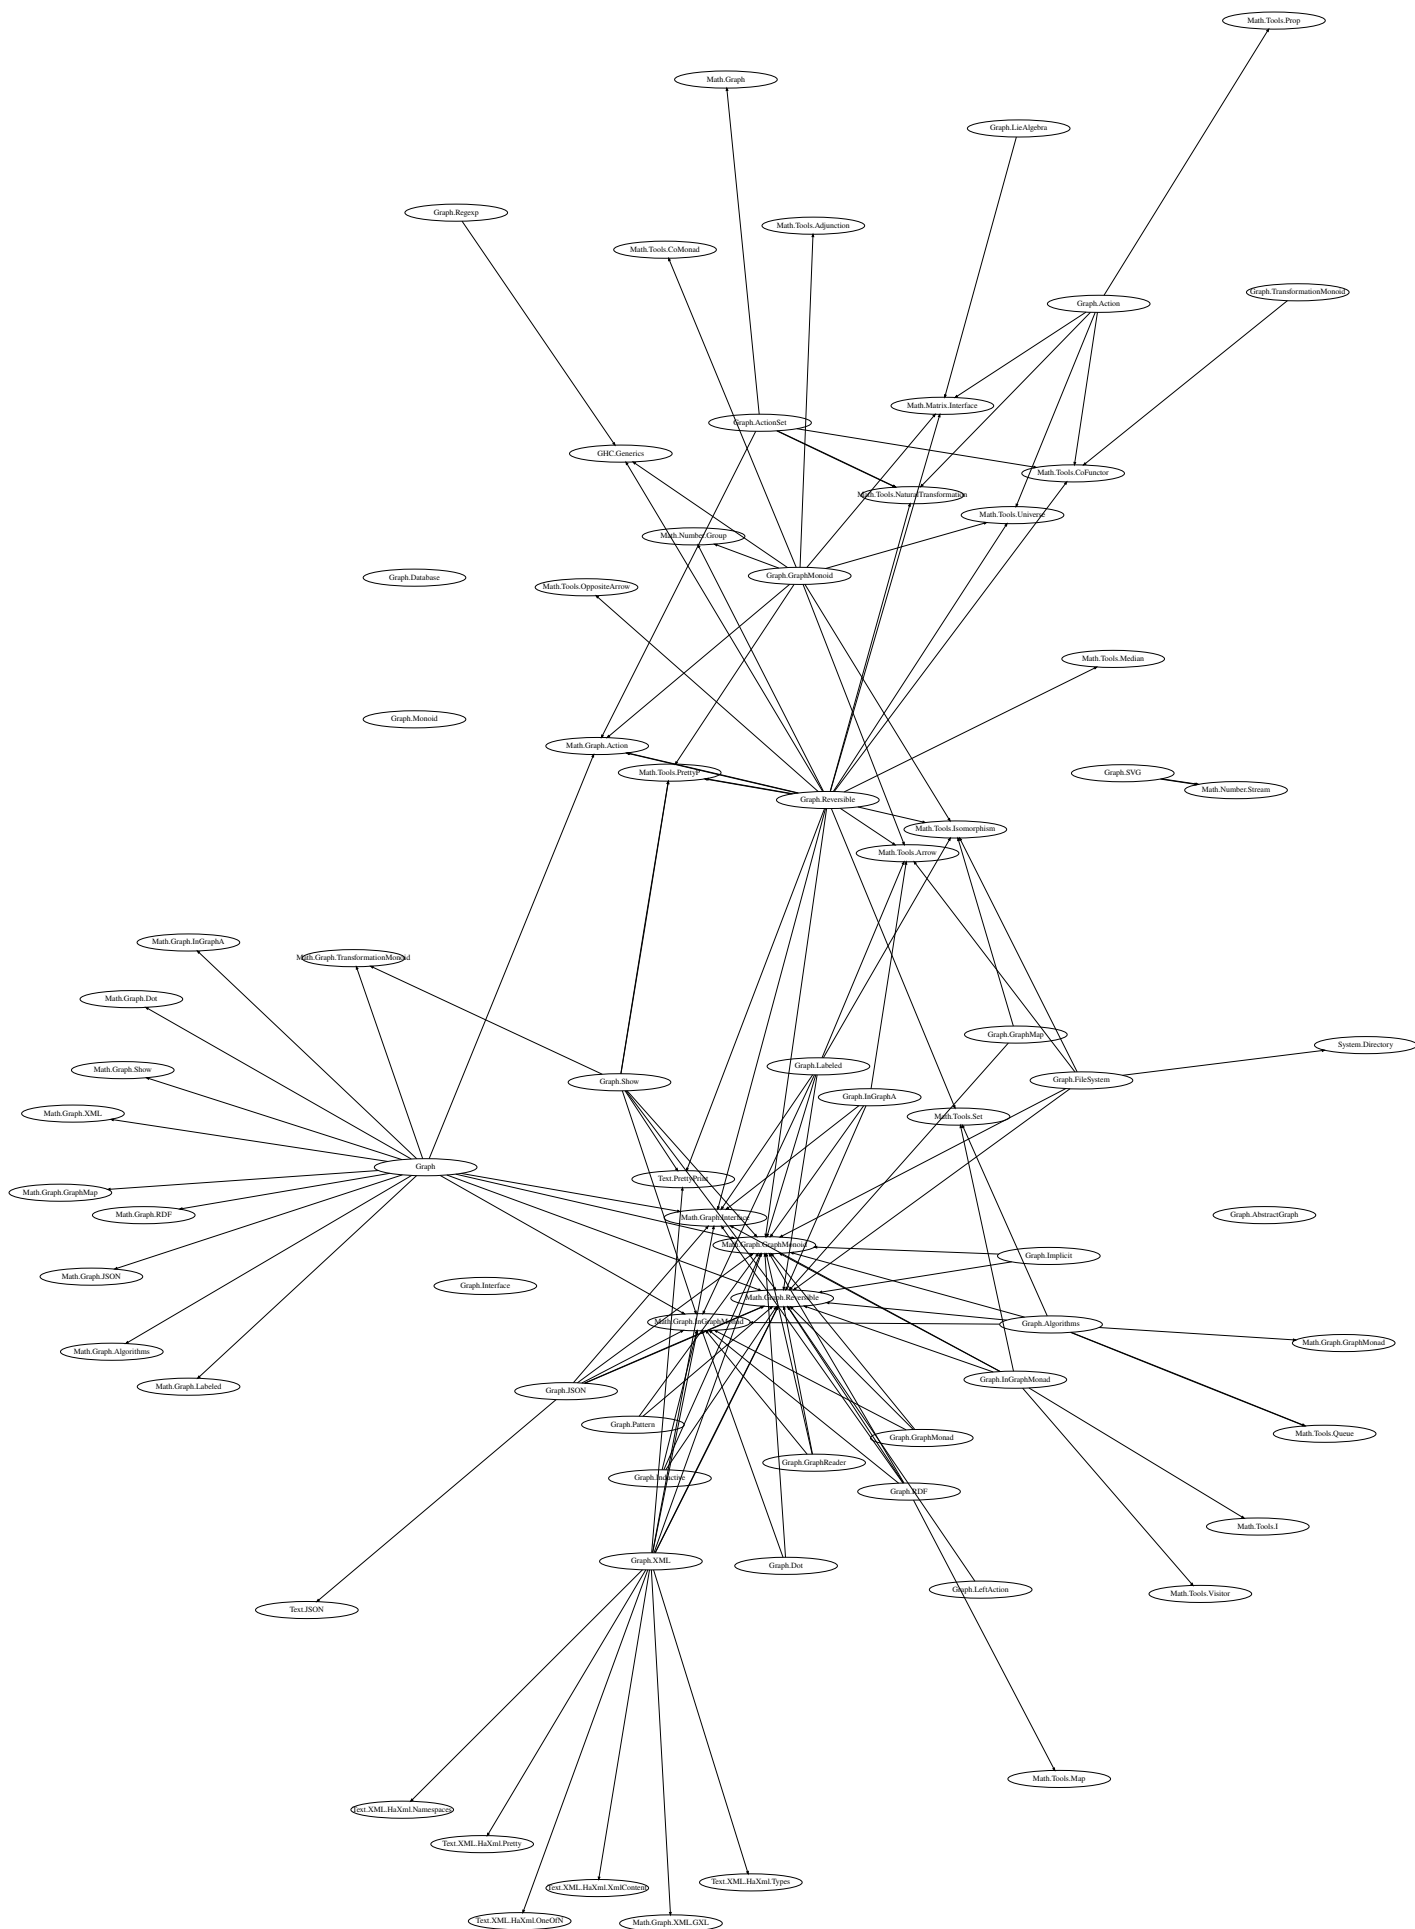 Math.Tools.Prop
Math.Graph
Graph.LieAlgebra
Graph.Regexp
Math.Tools.Adjunction
Math.Tools.CoMonad
Graph.TransformationMonoid
Graph.Action
Math.Matrix.Interface
Graph.ActionSet
GHC.Generics
Math.Tools.CoFunctor
Math.Tools.NaturalTransformation
Math.Tools.Universe
Math.Number.Group
Graph.GraphMonoid
Graph.Database
Math.Tools.OppositeArrow
Math.Tools.Median
Graph.Monoid
Math.Graph.Action
Math.Tools.PrettyP
Graph.SVG
Math.Number.Stream
Graph.Reversible
Math.Tools.Isomorphism
Math.Tools.Arrow
Math.Graph.InGraphA
Math.Graph.TransformationMonoid
Math.Graph.Dot
Graph.GraphMap
System.Directory
Math.Graph.Show
Graph.Labeled
Graph.Show
Graph.FileSystem
Graph.InGraphA
Math.Graph.XML
Math.Tools.Set
Graph
Text.PrettyPrint
Math.Graph.GraphMap
Math.Graph.RDF
Graph.AbstractGraph
Math.Graph.Interface
Math.Graph.GraphMonoid
Graph.Implicit
Math.Graph.JSON
Graph.Interface
Math.Graph.Reversible
Math.Graph.InGraphMonad
Graph.Algorithms
Math.Graph.GraphMonad
Math.Graph.Algorithms
Graph.InGraphMonad
Math.Graph.Labeled
Graph.JSON
Graph.Pattern
Math.Tools.Queue
Graph.GraphMonad
Graph.GraphReader
Graph.Inductive
Graph.RDF
Math.Tools.I
Graph.XML
Graph.Dot
Graph.LeftAction
Math.Tools.Visitor
Text.JSON
Math.Tools.Map
Text.XML.HaXml.Namespaces
Text.XML.HaXml.Pretty
Text.XML.HaXml.Types
Text.XML.HaXml.XmlContent
Text.XML.HaXml.OneOfN
Math.Graph.XML.GXL